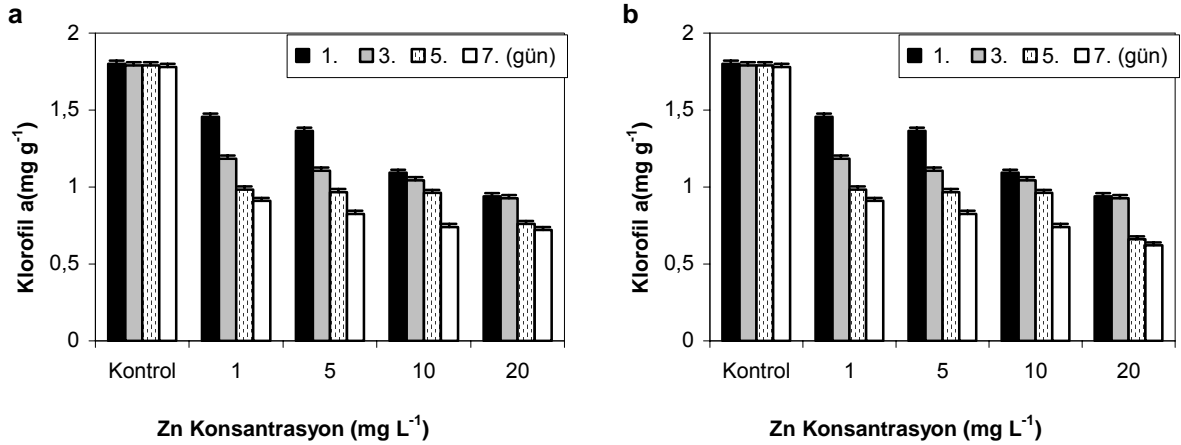 a
2
1,5
1
0,5
0
Klorofil a(mg g-1)
1. 3. 5. 7. (gün)
Kontrol 1 5 10 20
Zn Konsantrasyon (mg L-1)
b
2
1,5
1
0,5
0
Klorofil a(mg g-1)
1. 3. 5. 7. (gün)
Kontrol 1 5 10 20
Zn Konsantrasyon (mg L-1)